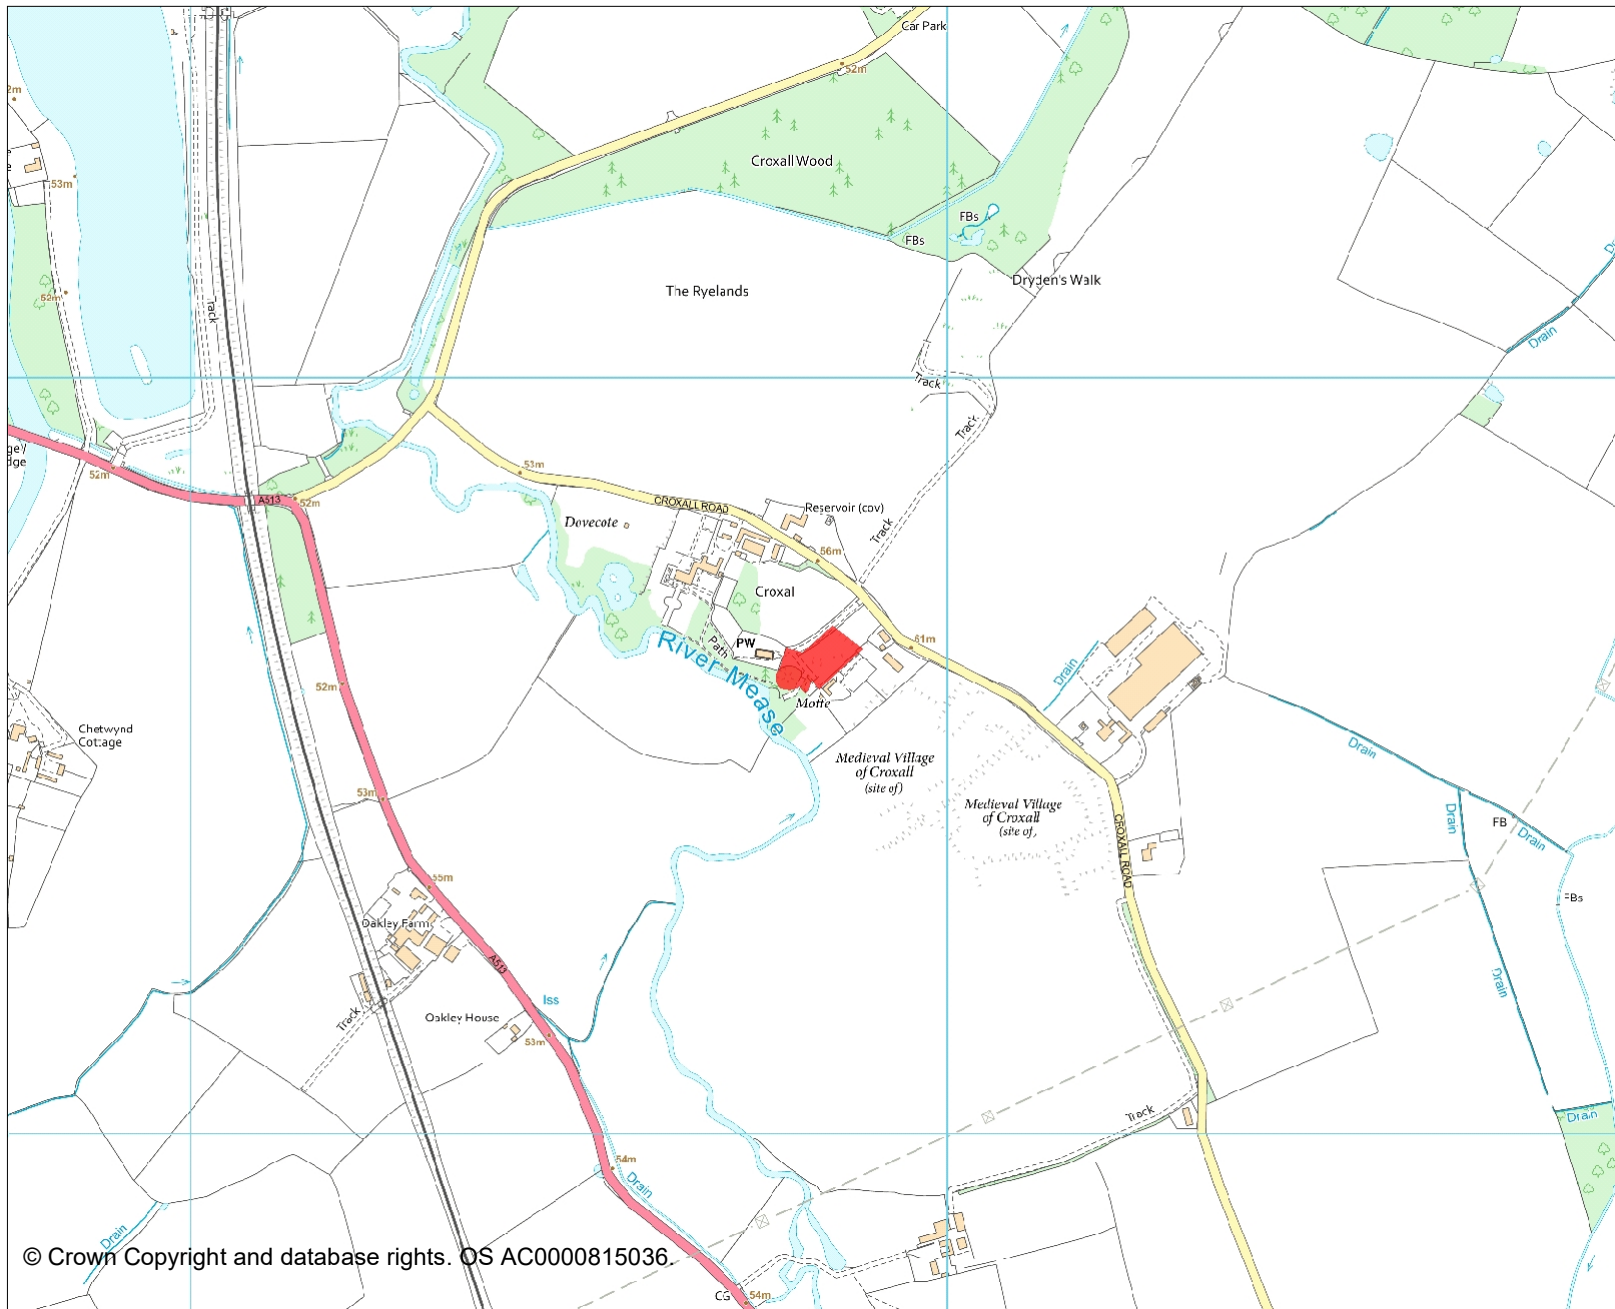 Car Park
52m
2m
Croxall Wood
53m
FBs
FBs
Dryden's Walk
52m
The Ryelands
Track
Drain
Track
Track
53m
52m
A513
52m
CROXALL ROAD
Reservoir (cov)
Dovecote
Track
56m
Croxal
61m
PW
Path
River Mease
Motte
Drain
52m
Chetwynd
Cottage
Medieval Village
of Croxall
(site of)
Drain
53m
Medieval Village
of Croxall
(site of,
CROXALL ROAD
Drain
FB
Drain
55m
FBs
Oakley Farm
A513
Drain
Iss
Track
Oakley House
53m
Track
Drain
54m
Drain
Drain
© Crown Copyright and database rights. OS AC0000815036.
CG
54m